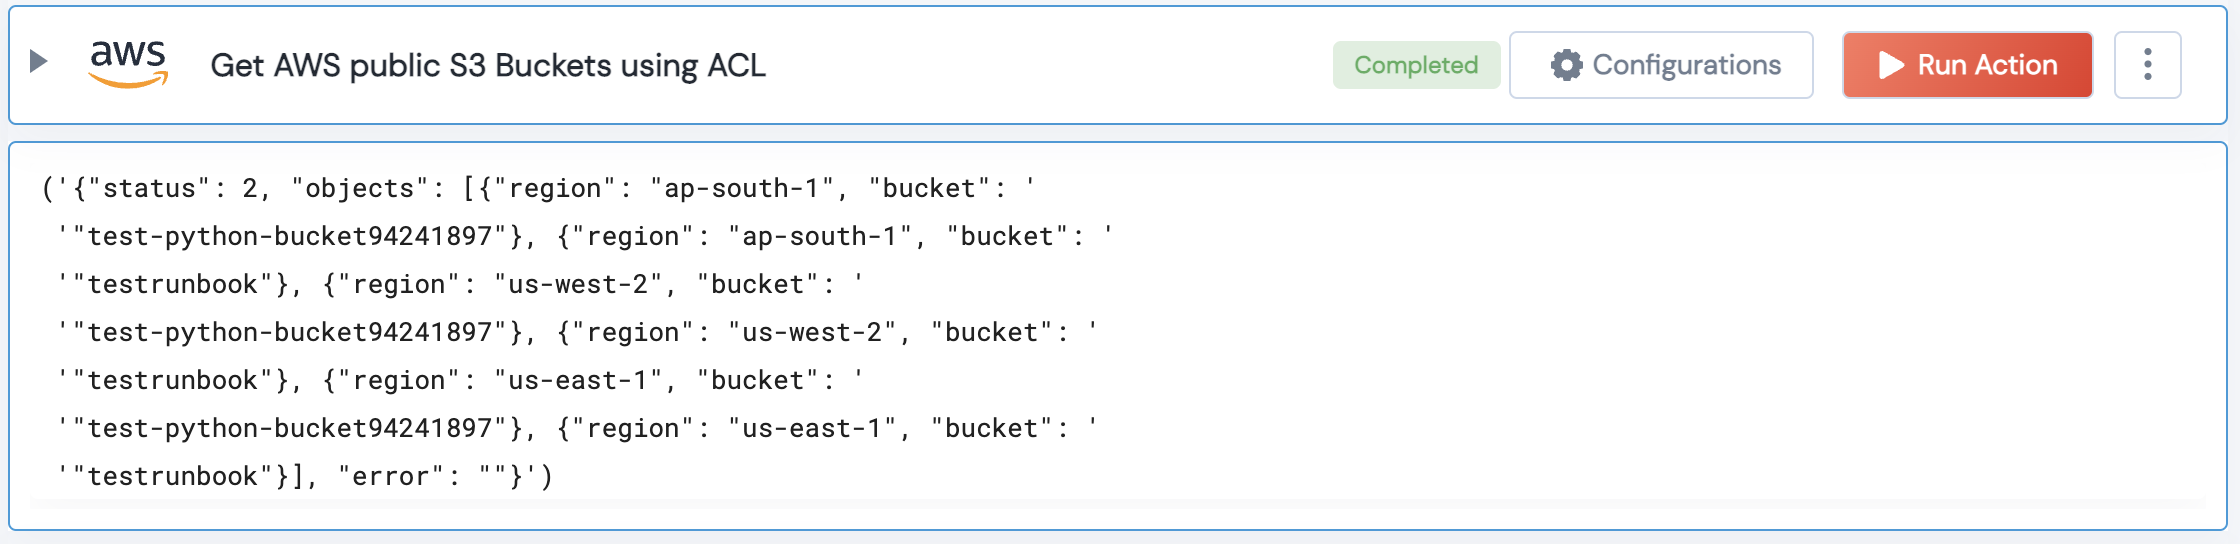 aws Get AWS public S3 Buckets using ACL Completed Configurations Run Action
('{"status": 2, "objects": [{"region": "ap-south-1", "bucket": '
'"test-python-bucket94241897"}, {"region": "ap-south-1", "bucket": '
'"testrunbook"}, {"region": "us-west-2", "bucket": '
'"test-python-bucket94241897"}, {"region": "us-west-2", "bucket": '
'"testrunbook"}, {"region": "us-east-1", "bucket": '
'"test-python-bucket94241897"}, {"region": "us-east-1", "bucket": '
'"testrunbook"}], "error": ""}')